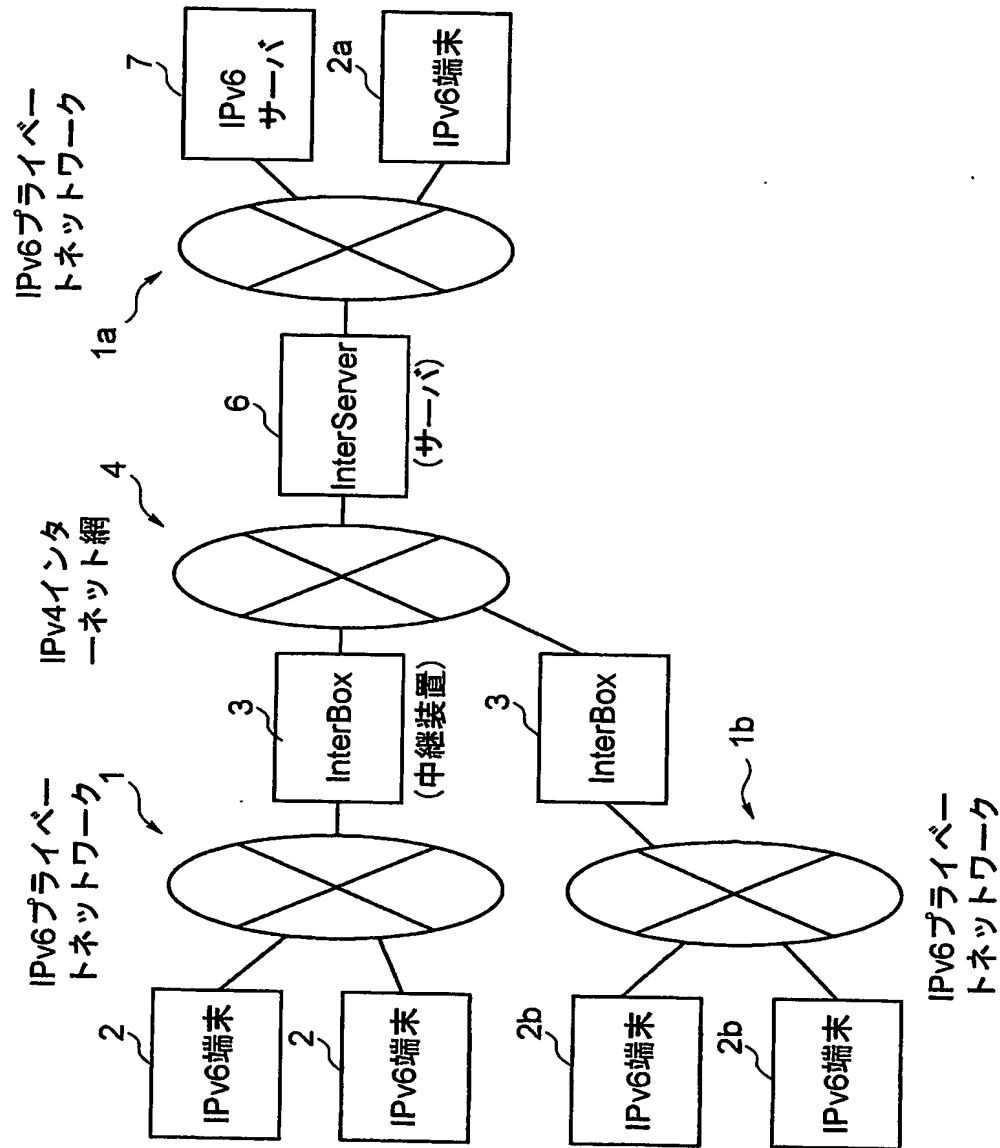 IPv6プライベー
トネットワーク
1
2
IPv6端末
2
IPv6端末
3
InterBox
(中継装置)
IPv4インタ
ーネット網
4
6
InterServer
(サーバ)
IPv6プライベー
トネットワーク
1a
7
IPv6
サーバ
2a
IPv6端末
2b
IPv6端末
2b
IPv6端末
3
InterBox
1b
IPv6プライベー
トネットワーク